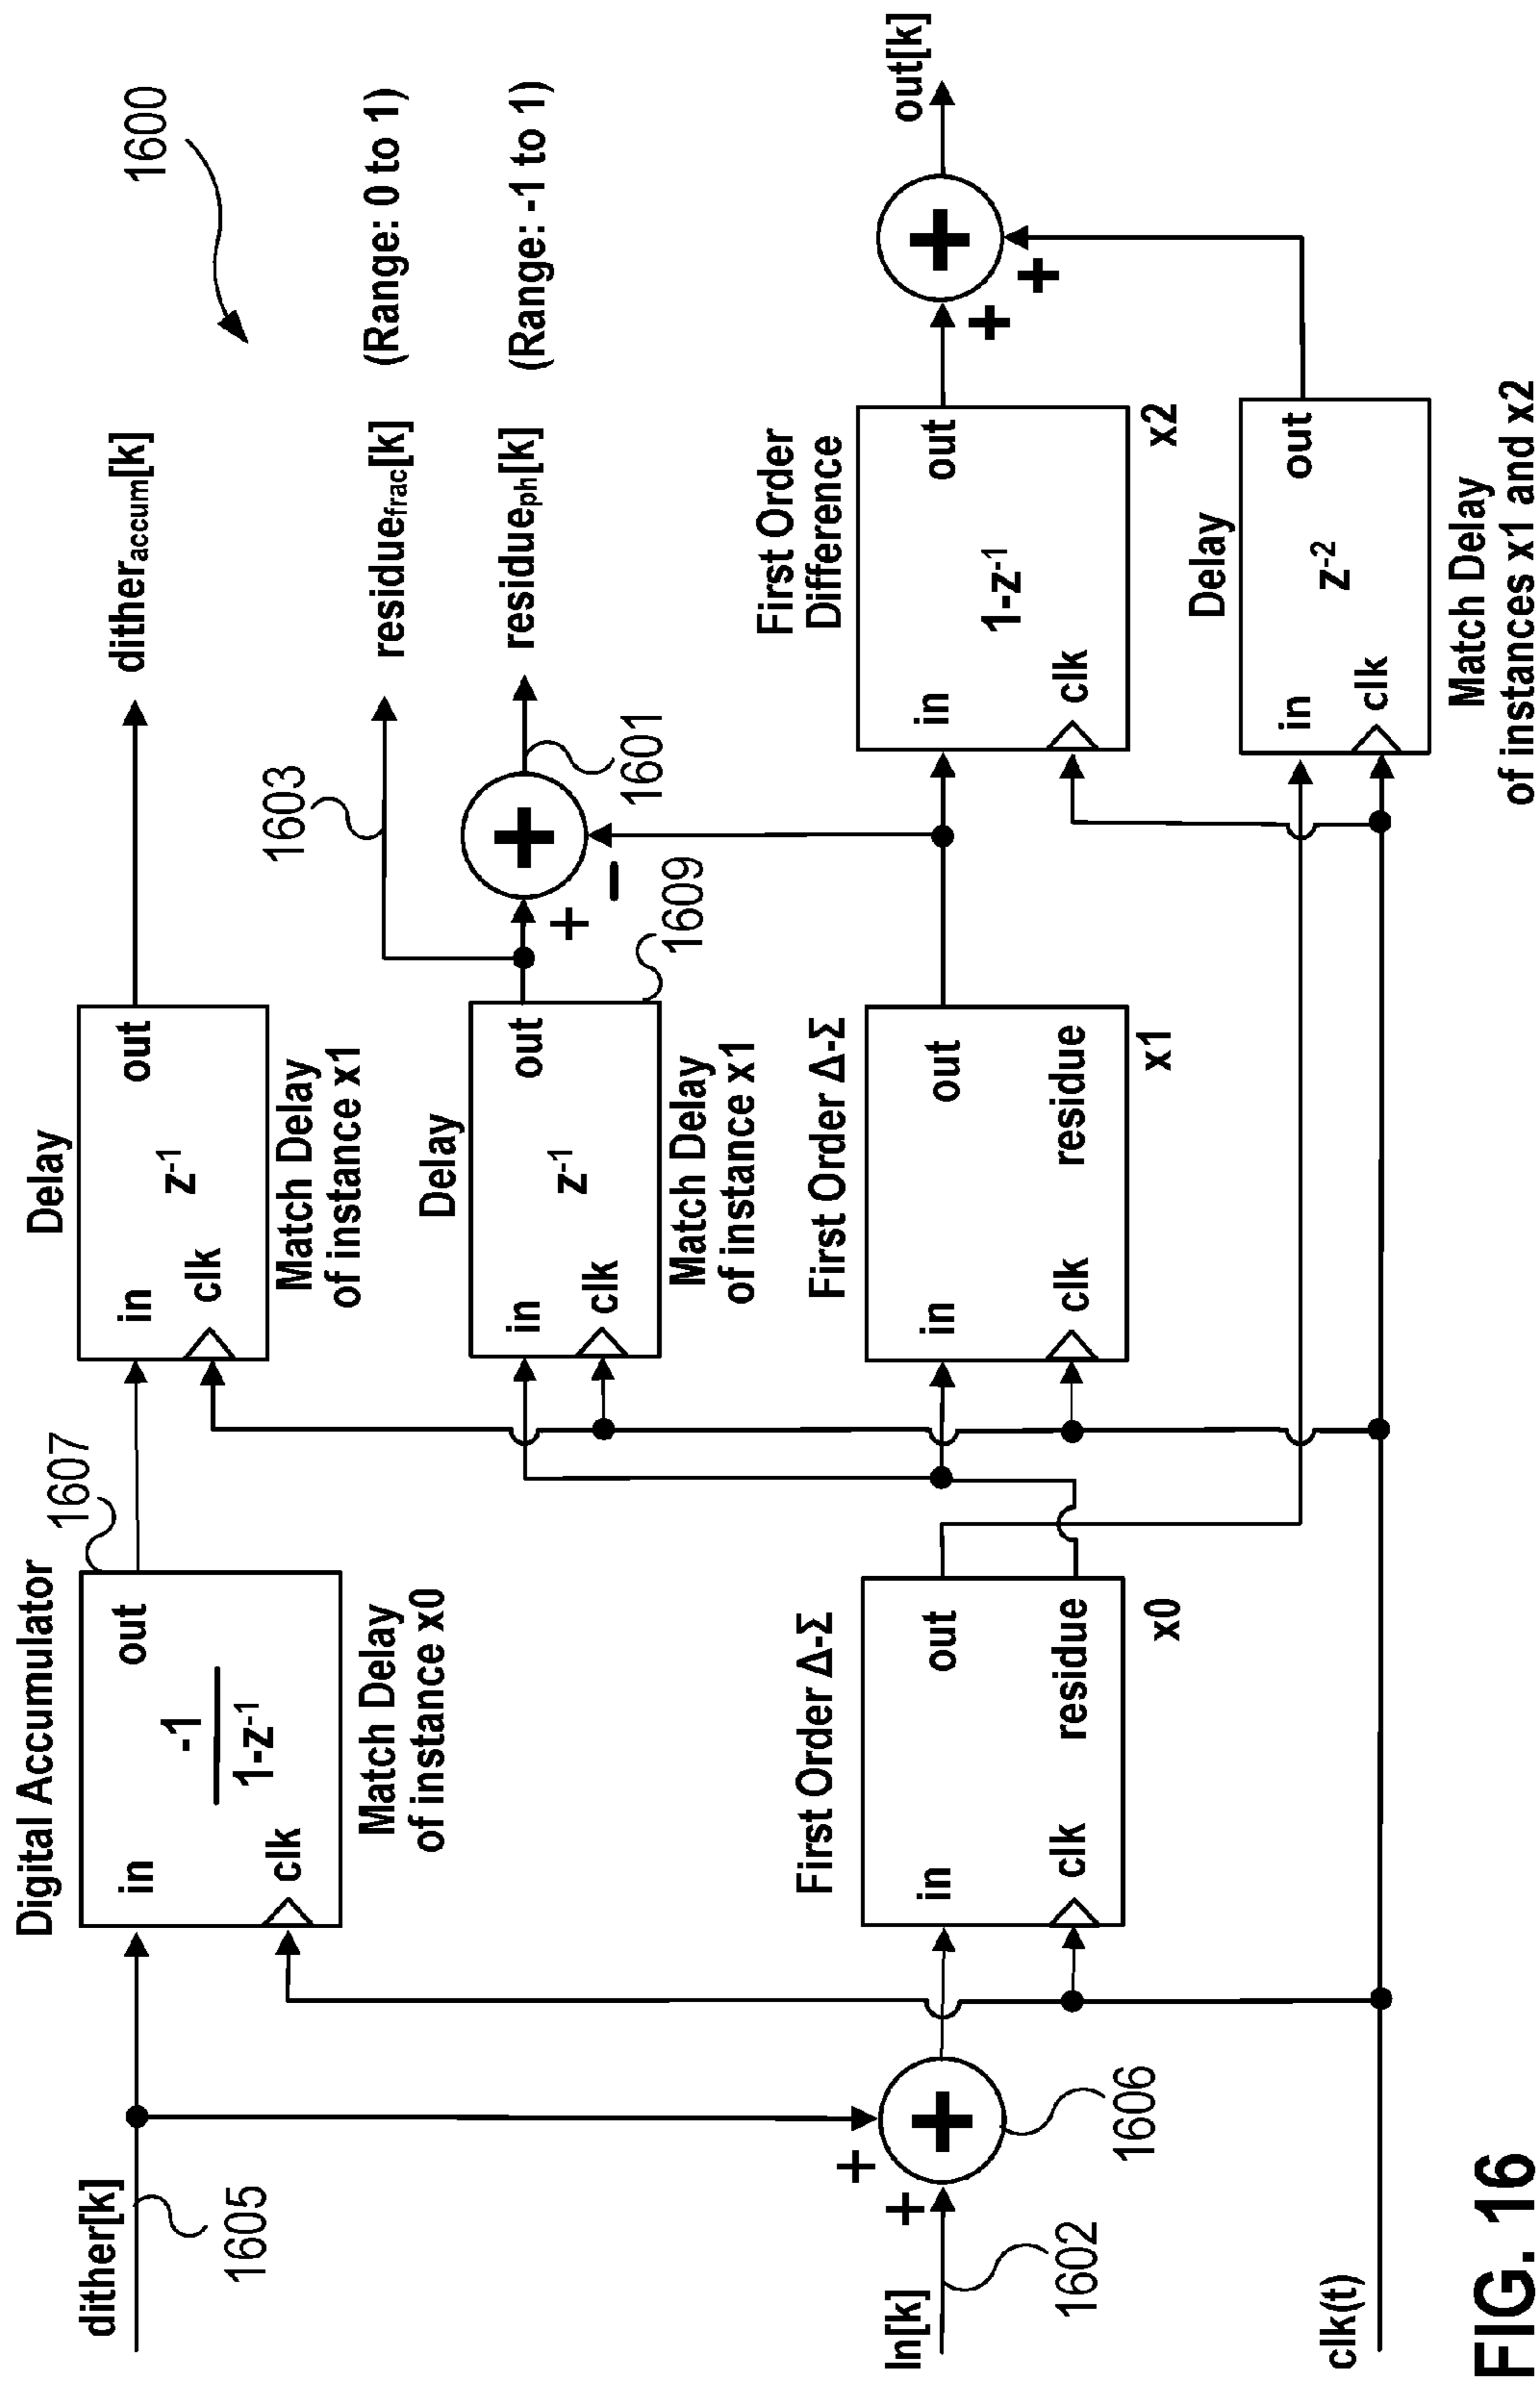 1600
dither[k]
1605
Digital Accumulator
in
out
-1
1-z-1
clk
Match Delay
of instance x0
1607
Delay
in
out
z-1
clk
Match Delay
of instance x1
ditheraccum[k]
Delay
in
out
z-1
clk
Match Delay
of instance x1
1609
1603
residuefrac[k]
(Range: 0 to 1)
+
-
+
1601
residueph[k]
(Range: -1 to 1)
In[k]
1602
+
+
+
1606
First Order Δ-Σ
in
out
clk
residue
x0
First Order Δ-Σ
in
out
clk
residue
x1
First Order
Difference
in
out
1-z-1
clk
x2
+
+
+
out[k]
Delay
in
out
z-2
clk
Match Delay
of instances x1 and x2
clk(t)
FIG. 16